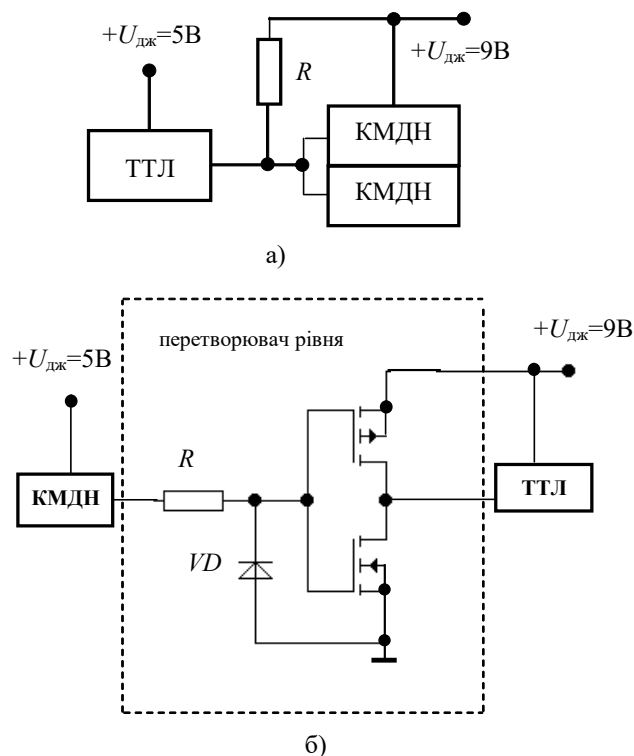 +Uдж=5В
R
+Uдж=9В
ТТЛ
КМДН
КМДН
а)
перетворювач рівня
+Uдж=5В
+Uдж=9В
R
КМДН
ТТЛ
VD
б)